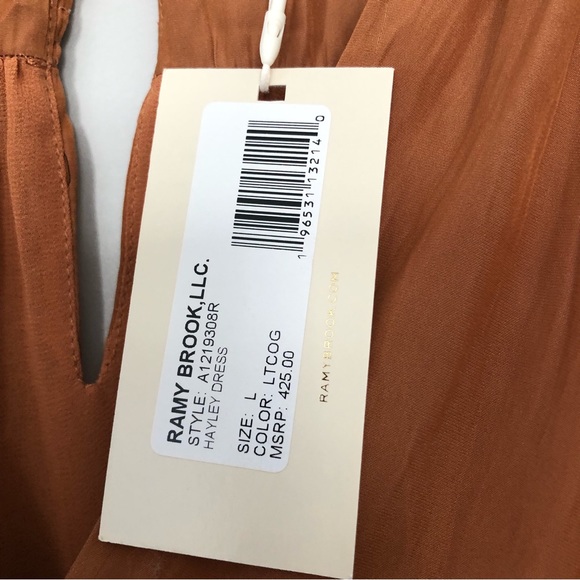 RAMY BROOK,LLC.
STYLE: A1219308R
HAYLEY DRESS
SIZE: L
COLOR: LTCOG
MSRP: 425.00
1 96531 13214 0
RAMYBROOK.COM